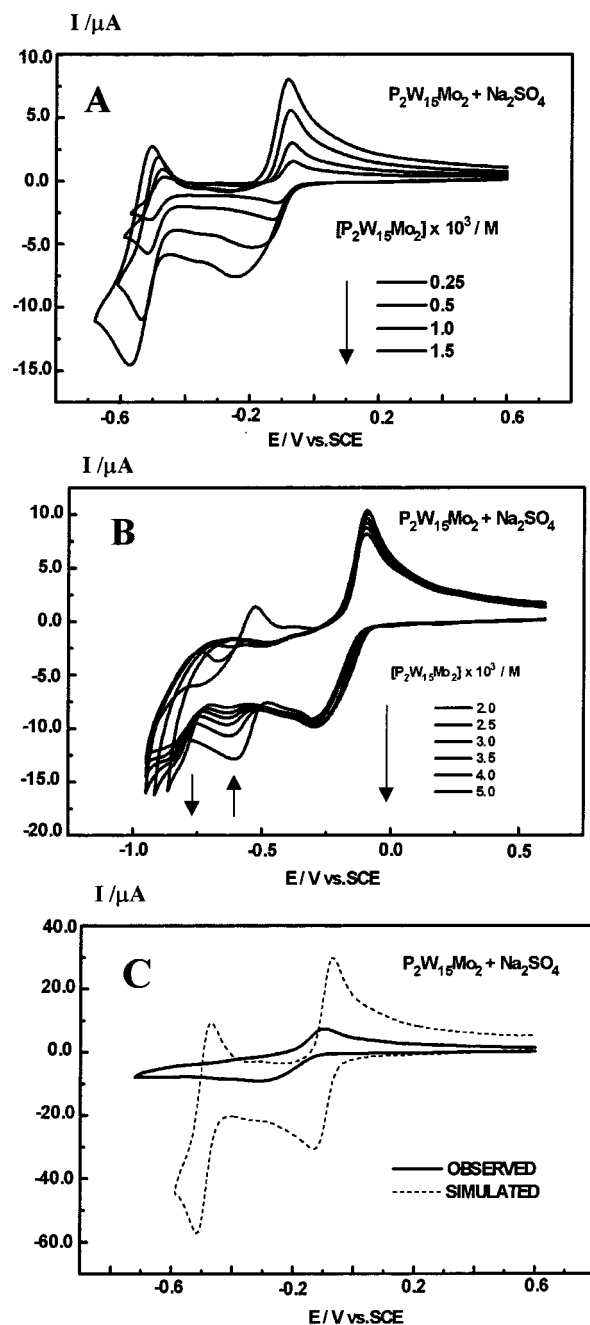 I /μA
10.0
A
P2W15Mo2 + Na2SO4
5.0
0.0
[P2W15Mo2] x 10^3 / M
-5.0
0.25
0.5
-10.0
1.0
1.5
-15.0
-0.6 -0.2 0.2 0.6
E / V vs.SCE
I /μA
10.0
B
P2W15Mo2 + Na2SO4
5.0
0.0
[P2W15Mo2] x 10^3 / M
-5.0
2.0
2.5
-10.0
3.0
3.5
-15.0
4.0
5.0
-20.0
-1.0 -0.5 0.0 0.5
E / V vs.SCE
I /μA
40.0
C
P2W15Mo2 + Na2SO4
20.0
0.0
-20.0
-40.0
OBSERVED
SIMULATED
-60.0
-0.6 -0.2 0.2 0.6
E / V vs.SCE